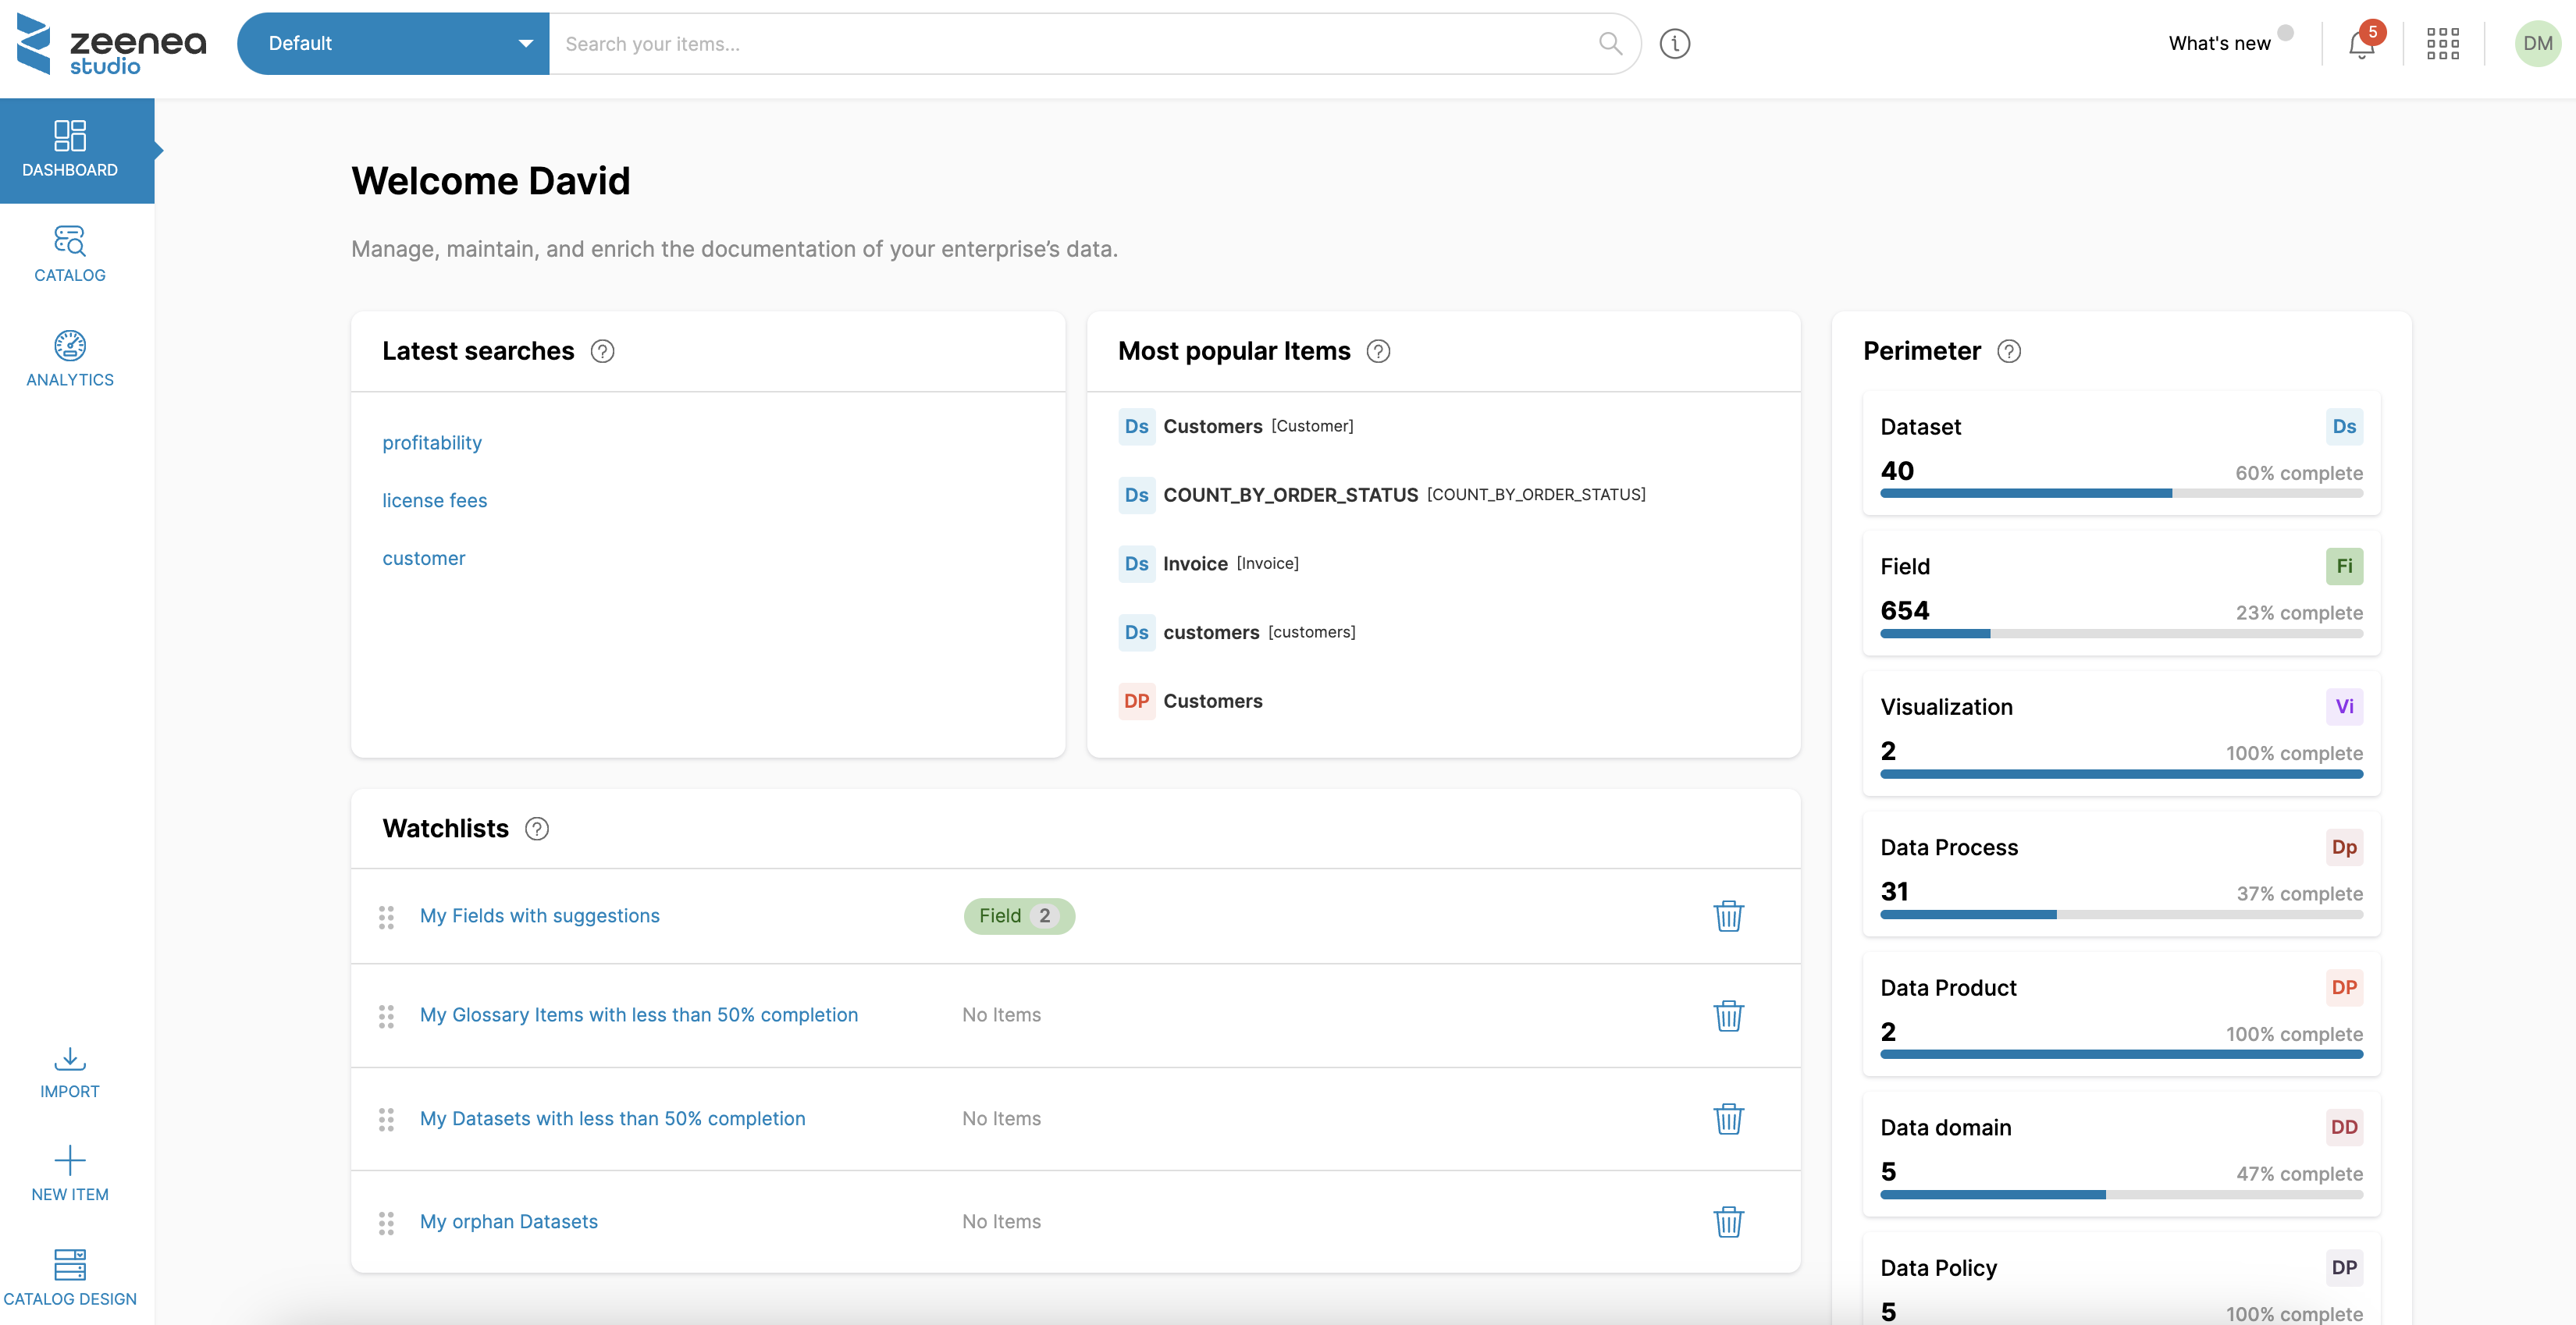 zeenea
studio
Default
Search your items...
What's new
5
DM
DASHBOARD
CATALOG
ANALYTICS
IMPORT
NEW ITEM
CATALOG DESIGN
Welcome David
Manage, maintain, and enrich the documentation of your enterprise’s data.
Latest searches ?
profitability
license fees
customer
Most popular Items ?
Ds Customers [Customer]
Ds COUNT_BY_ORDER_STATUS [COUNT_BY_ORDER_STATUS]
Ds Invoice [Invoice]
Ds customers [customers]
DP Customers
Watchlists ?
My Fields with suggestions Field 2
My Glossary Items with less than 50% completion No Items
My Datasets with less than 50% completion No Items
My orphan Datasets No Items
Perimeter ?
Dataset Ds
40 60% complete
Field Fi
654 23% complete
Visualization Vi
2 100% complete
Data Process Dp
31 37% complete
Data Product DP
2 100% complete
Data domain DD
5 47% complete
Data Policy DP
5 100% complete